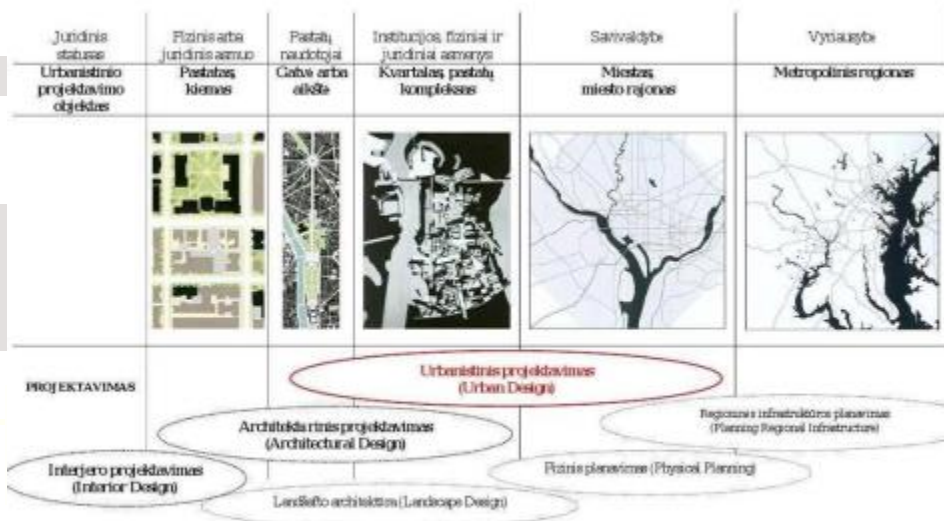 Juridinis
statusas
Fizinis arba
juridinis asmuo
Pastatų
naudotojai
Institucijos, fiziniai ir
juridiniai asmenys
Savivaldybė
Vyriausybė
Urbanistinio
projektavimo
objektas
Pastatas,
kiemas
Gatvė arba
aikštė
Kvartalas, pastatų
kompleksas
Miestas,
miesto rajonas
Metropolinis regionas
PROJEKTAVIMAS
Urbanistinis projektavimas
(Urban Design)
Regioninės infrastruktūros planavimas
(Planning Regional Infrastructure)
Architektūrinis projektavimas
(Architectural Design)
Interjero projektavimas
(Interior Design)
Fizinis planavimas (Physical Planning)
Landšafto architektūra (Landscape Design)